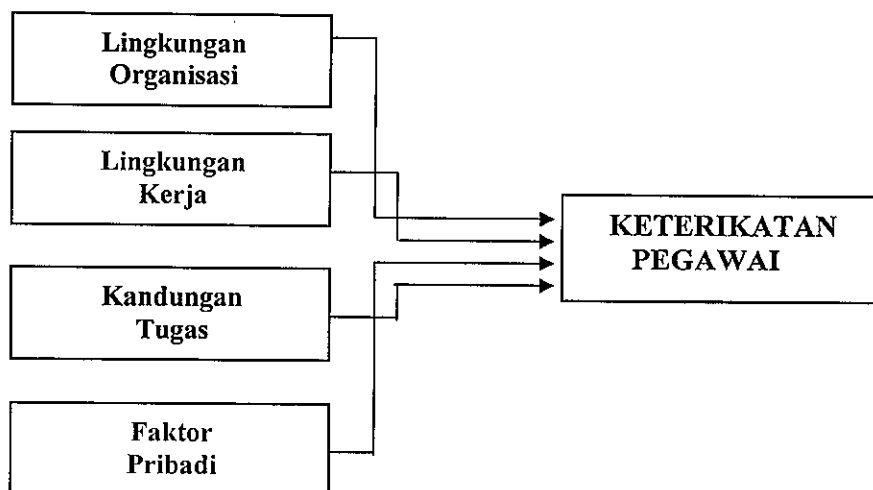 Lingkungan
Organisasi
Lingkungan
Kerja
KETERIKATAN
PEGAWAI
Kandungan
Tugas
Faktor
Pribadi